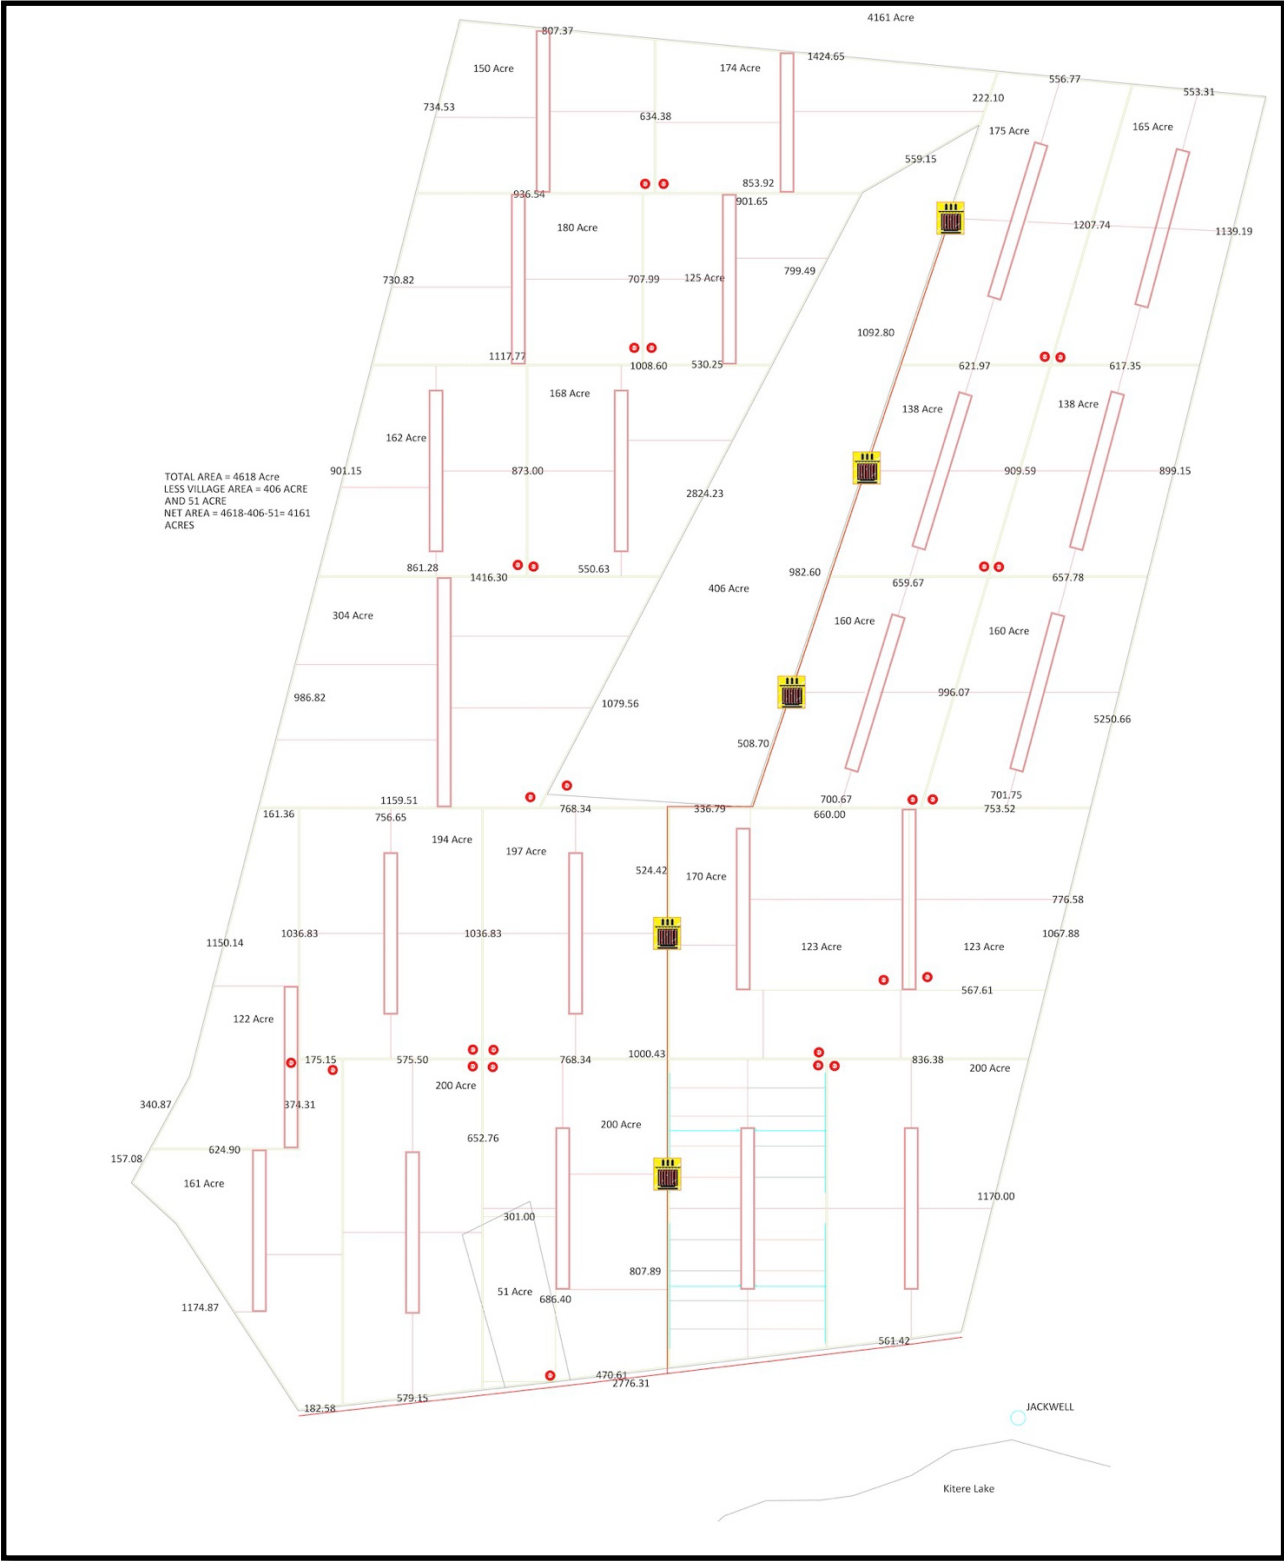 4161 Acre
807.37
1424.65
150 Acre
174 Acre
556.77
553.31
734.53
634.38
222.10
175 Acre
165 Acre
559.15
853.92
936.54
901.65
180 Acre
1207.74
1139.19
730.82
707.99
125 Acre
799.49
1092.80
1117.77
1008.60
530.25
621.97
617.35
168 Acre
138 Acre
138 Acre
162 Acre
901.15
873.00
909.59
899.15
TOTAL AREA = 4618 Acre
LESS VILLAGE AREA = 406 ACRE
AND 51 ACRE
NET AREA = 4618-406-51= 4161
ACRES
2824.23
861.28
1416.30
550.63
982.60
659.67
657.78
406 Acre
304 Acre
160 Acre
160 Acre
986.82
1079.56
996.07
5250.66
508.70
1159.51
768.34
336.79
700.67
701.75
161.36
756.65
660.00
753.52
194 Acre
197 Acre
524.42
170 Acre
776.58
1150.14
1036.83
1036.83
123 Acre
123 Acre
1067.88
567.61
122 Acre
175.15
575.50
768.34
1000.43
836.38
200 Acre
200 Acre
340.87
374.31
200 Acre
652.76
157.08
624.90
161 Acre
1170.00
301.00
807.89
51 Acre
686.40
1174.87
561.42
470.61
2776.31
579.15
182.58
JACKWELL
Kitere Lake